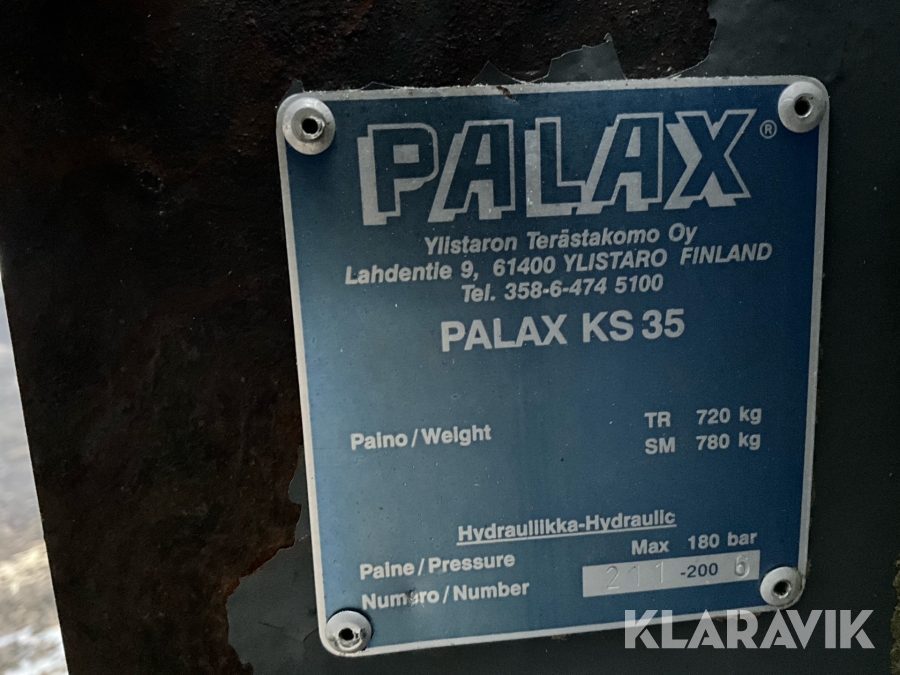 PALAX ®
Ylistaron Terästakomo Oy
Lahdentie 9, 61400 YLISTARO FINLAND
Tel. 358-6-474 5100
PALAX KS 35
Paino/Weight TR 720 kg
SM 780 kg
Hydrauliikka-Hydraulic
Paine/Pressure Max 180 bar
Numero/Number 211 -200 6
KLARAVIK